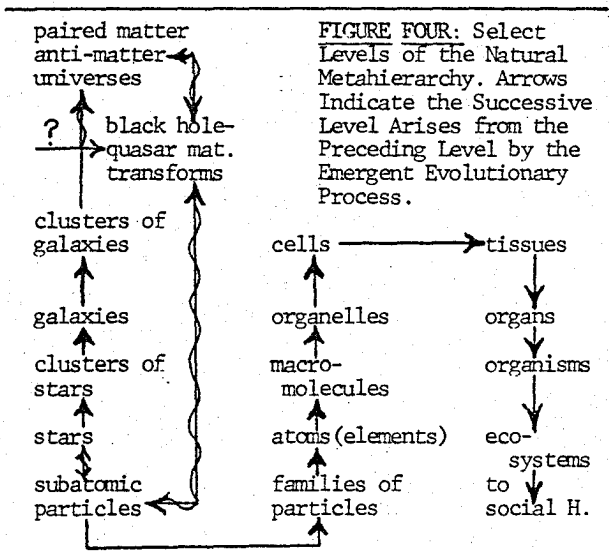 FIGURE FOUR: Select
Levels of the Natural
Metahierarchy. Arrows
Indicate the Successive
Level Arises from the
Preceding Level by the
Emergent Evolutionary
Process.
paired matter
anti-matter
universes
?
black hole-
quasar mat.
transforms
clusters of
galaxies
galaxies
clusters of
stars
stars
subatomic
particles
cells
organelles
macro-
molecules
atoms(elements)
families of
particles
tissues
organs
organisms
eco-
systems
to
social H.